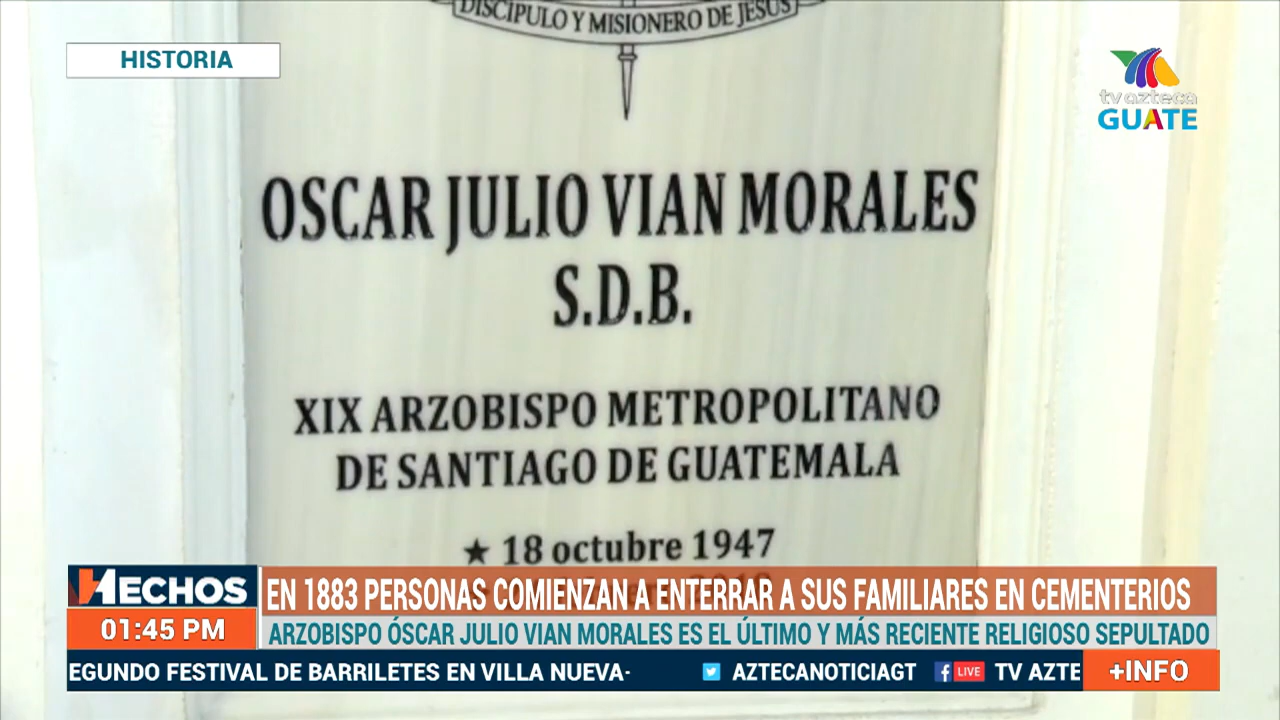 DISCÍPULO Y MISIONERO DE JESÚS
HISTORIA
tv azteca
GUATE
OSCAR JULIO VIAN MORALES
S.D.B.
XIX ARZOBISPO METROPOLITANO
DE SANTIAGO DE GUATEMALA
★ 18 octubre 1947
HECHOS
EN 1883 PERSONAS COMIENZAN A ENTERRAR A SUS FAMILIARES EN CEMENTERIOS
01:45 PM
ARZOBISPO ÓSCAR JULIO VIAN MORALES ES EL ÚLTIMO Y MÁS RECIENTE RELIGIOSO SEPULTADO
EGUNDO FESTIVAL DE BARRILETES EN VILLA NUEVA-
AZTECANOTICIAGT
f LIVE TV AZTE
+INFO